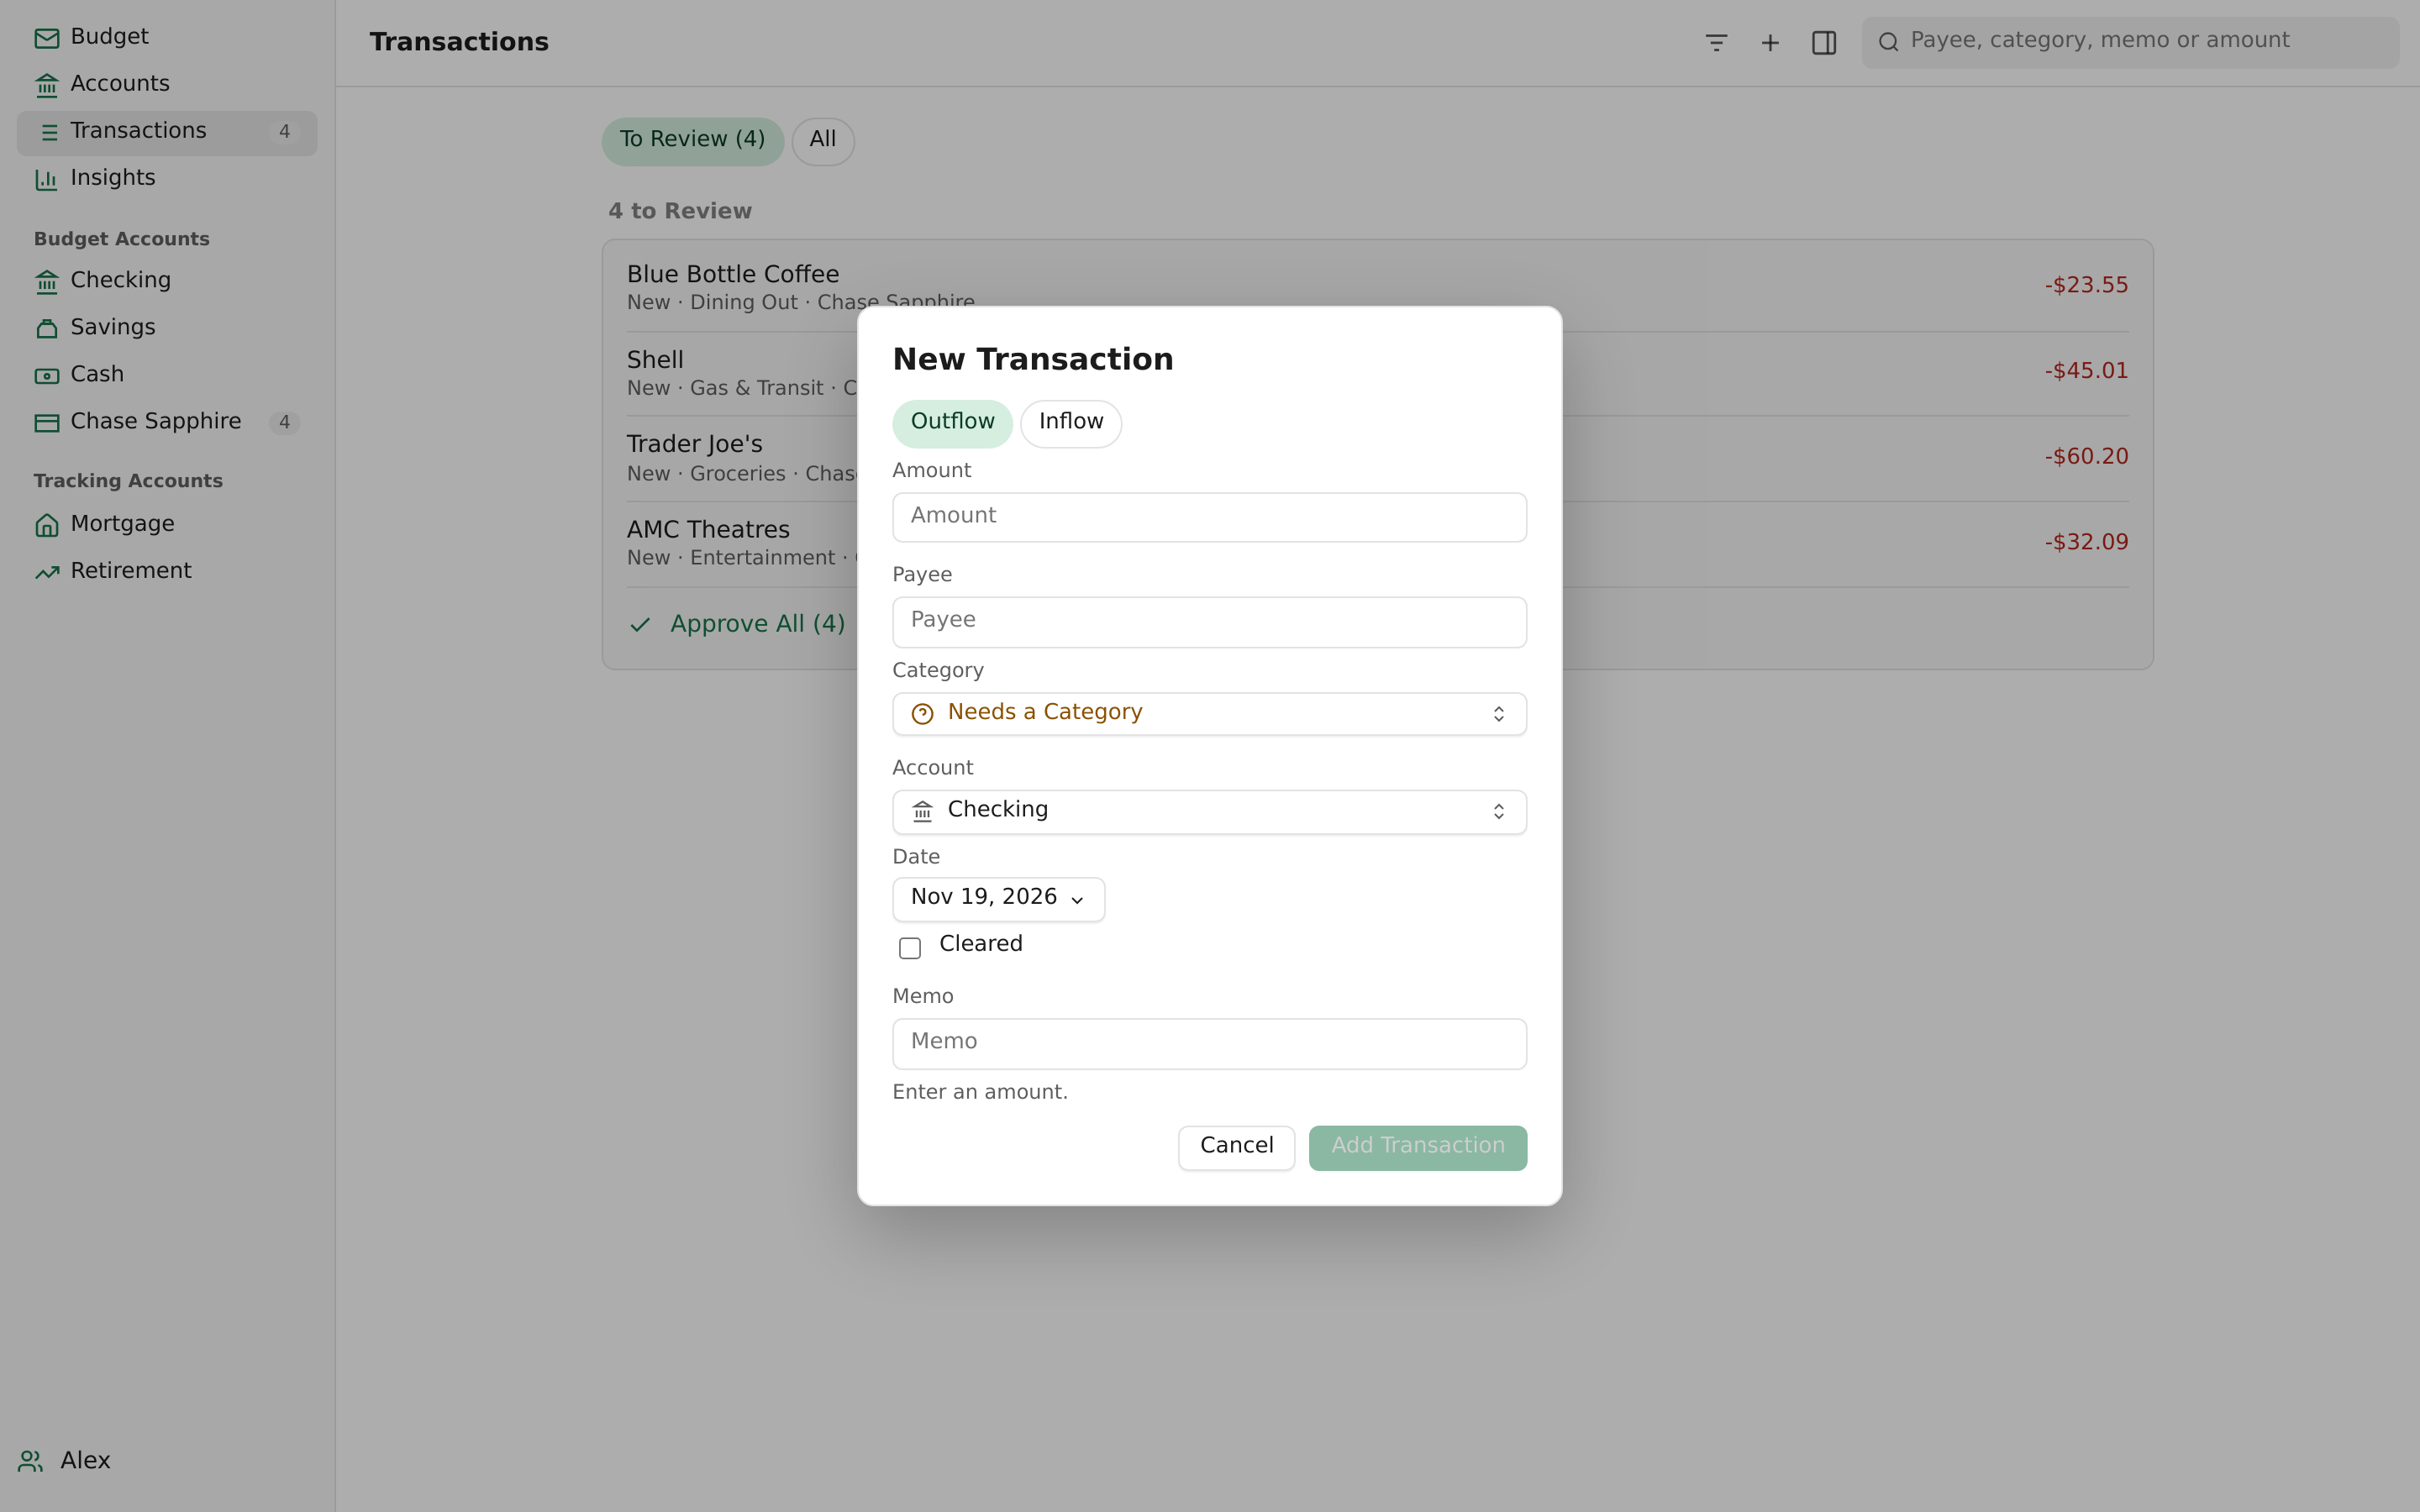 Budget
Accounts
Transactions 4
Insights
Budget Accounts
Checking
Savings
Cash
Chase Sapphire 4
Tracking Accounts
Mortgage
Retirement
Alex
Transactions
Payee, category, memo or amount
To Review (4) All
4 to Review
Blue Bottle Coffee
New · Dining Out · Chase Sapphire
-$23.55
Shell
New · Gas & Transit · C
-$45.01
Trader Joe's
New · Groceries · Chas
-$60.20
AMC Theatres
New · Entertainment ·
-$32.09
Approve All (4)
New Transaction
Outflow Inflow
Amount
Amount
Payee
Payee
Category
Needs a Category
Account
Checking
Date
Nov 19, 2026
Cleared
Memo
Memo
Enter an amount.
Cancel Add Transaction